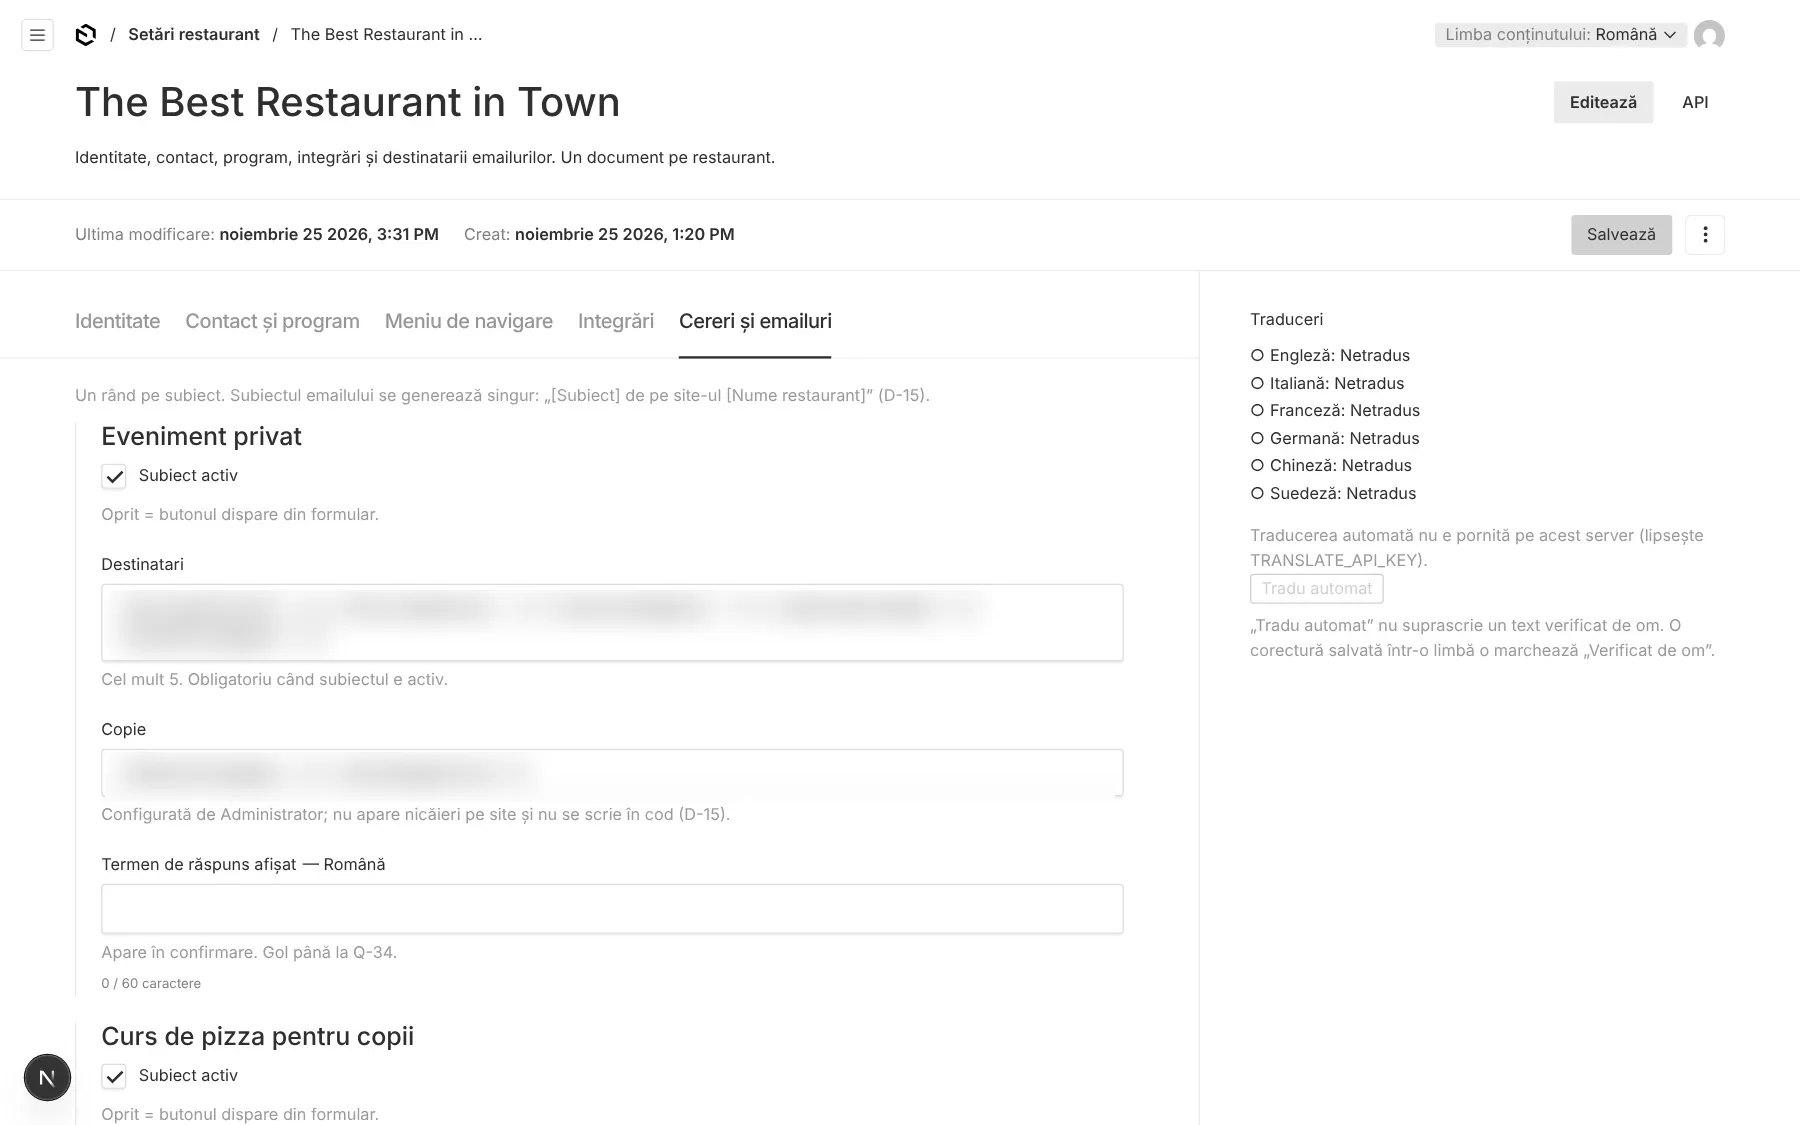 / Setări restaurant / The Best Restaurant in ...
Limba conținutului: Română
The Best Restaurant in Town
Editează
API
Identitate, contact, program, integrări și destinatarii emailurilor. Un document pe restaurant.
Ultima modificare: noiembrie 25 2026, 3:31 PM
Creat: noiembrie 25 2026, 1:20 PM
Salvează
Identitate
Contact și program
Meniu de navigare
Integrări
Cereri și emailuri
Un rând pe subiect. Subiectul emailului se generează singur: „[Subiect] de pe site-ul [Nume restaurant]” (D-15).
Eveniment privat
Subiect activ
Oprit = butonul dispare din formular.
Destinatari
Cel mult 5. Obligatoriu când subiectul e activ.
Copie
Configurată de Administrator; nu apare nicăieri pe site și nu se scrie în cod (D-15).
Termen de răspuns afișat — Română
Apare în confirmare. Gol până la Q-34.
0 / 60 caractere
Curs de pizza pentru copii
Subiect activ
Oprit = butonul dispare din formular.
N
Traduceri
Engleză: Netradus
Italiană: Netradus
Franceză: Netradus
Germană: Netradus
Chineză: Netradus
Suedeză: Netradus
Traducerea automată nu e pornită pe acest server (lipsește
TRANSLATE_API_KEY).
Tradu automat
„Tradu automat” nu suprascrie un text verificat de om. O
corectură salvată într-o limbă o marchează „Verificat de om”.